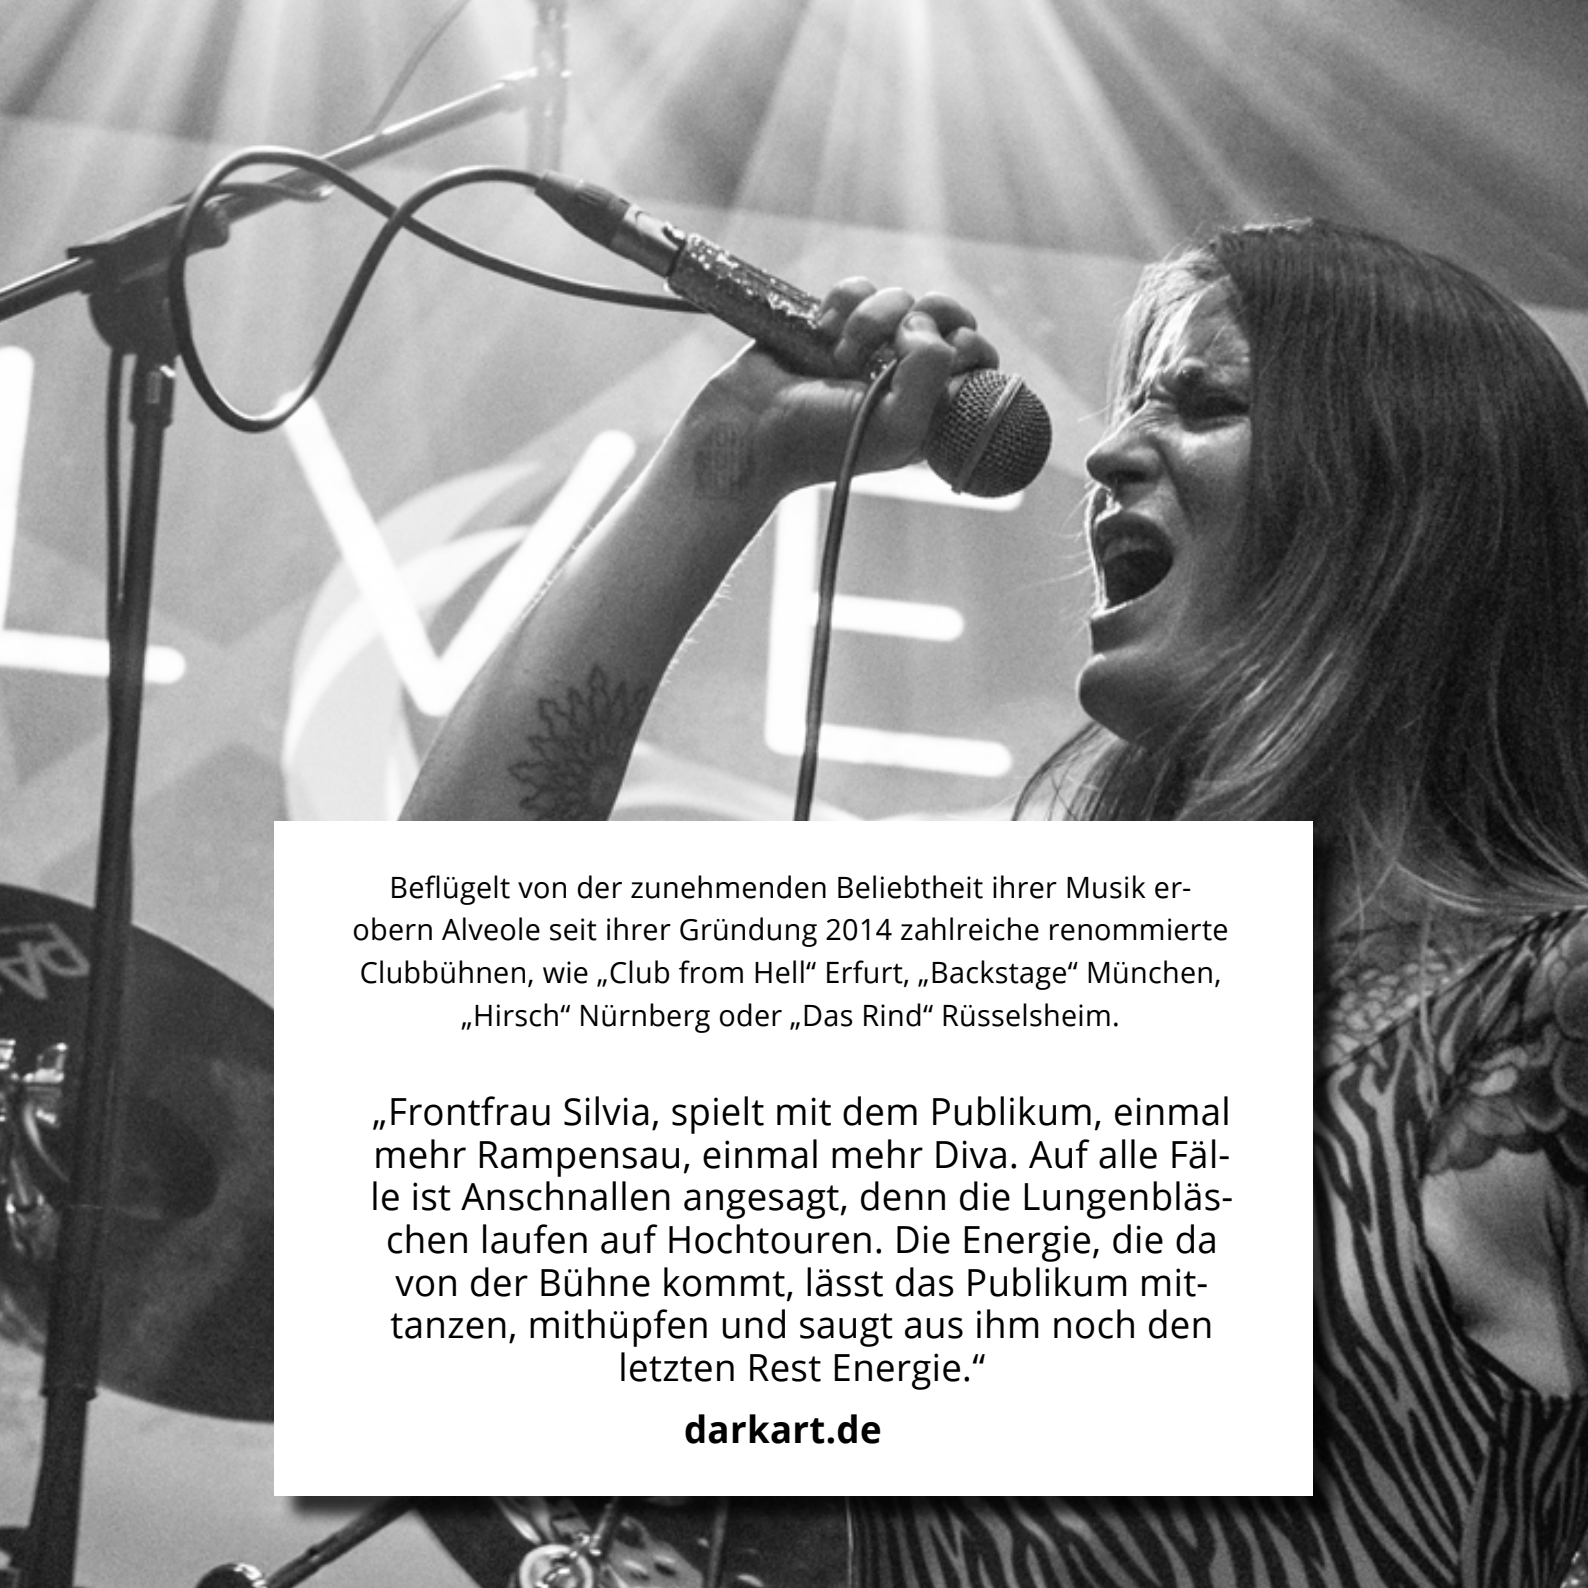 LVE
PA
Beflügelt von der zunehmenden Beliebtheit ihrer Musik er-
obern Alveole seit ihrer Gründung 2014 zahlreiche renommierte
Clubbühnen, wie „Club from Hell“ Erfurt, „Backstage“ München,
„Hirsch“ Nürnberg oder „Das Rind“ Rüsselsheim.
„Frontfrau Silvia, spielt mit dem Publikum, einmal
mehr Rampensau, einmal mehr Diva. Auf alle Fäl-
le ist Anschnallen angesagt, denn die Lungenbläs-
chen laufen auf Hochtouren. Die Energie, die da
von der Bühne kommt, lässt das Publikum mit-
tanzen, mithüpfen und saugt aus ihm noch den
letzten Rest Energie.“
darkart.de